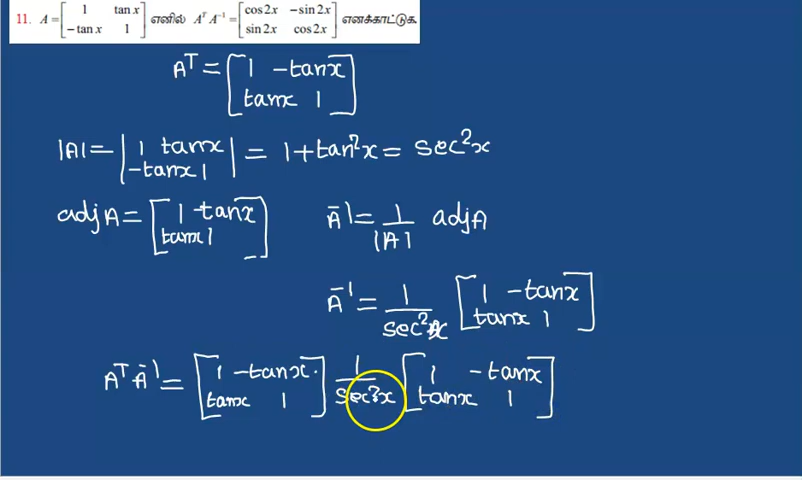 11. A = [1 tan x; −tan x 1] எனில் Aᵀ A⁻¹ = [cos 2x −sin 2x; sin 2x cos 2x] எனக்காட்டுக.
Aᵀ = [1 -tanx; tanx 1]
|A| = |1 tanx; -tanx 1| = 1+tan²x = sec²x
adjA = [1 -tanx; tanx 1] A⁻¹ = 1/|A| adjA
A⁻¹ = 1/sec²x [1 -tanx; tanx 1]
Aᵀ A⁻¹ = [1 -tanx; tanx 1] 1/sec²x [1 -tanx; tanx 1]